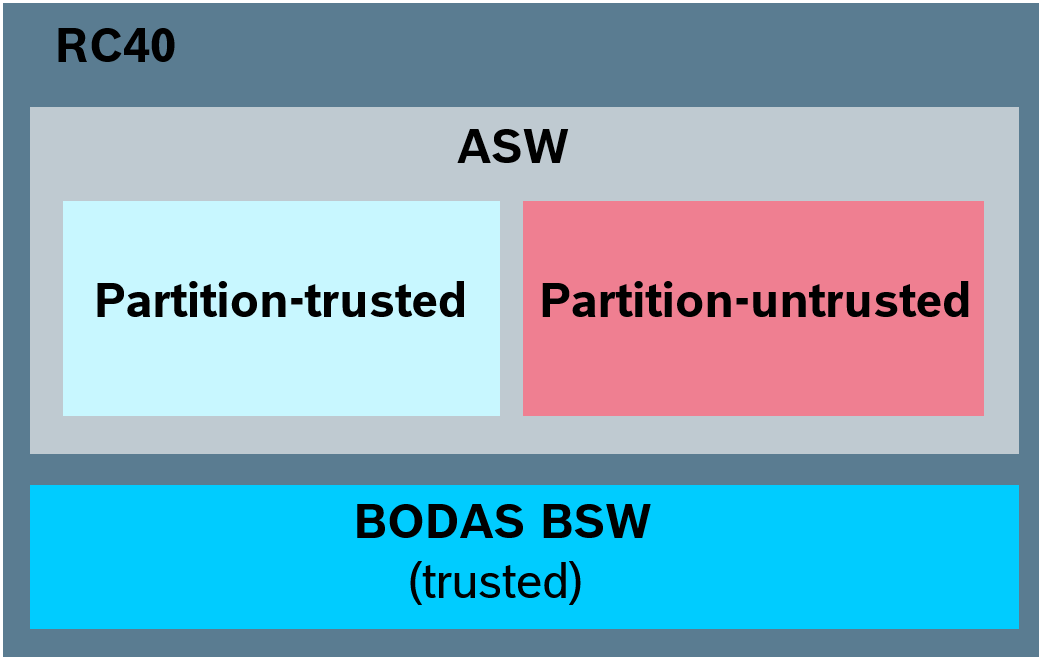 RC40
ASW
Partition-trusted
Partition-untrusted
BODAS BSW
(trusted)